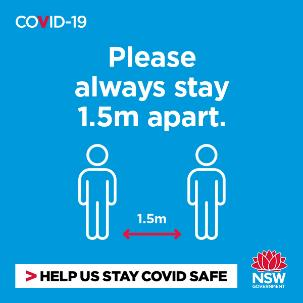 COVID-19
Please
always stay
1.5m apart.
1.5m
> HELP US STAY COVID SAFE
NSW
GOVERNMENT